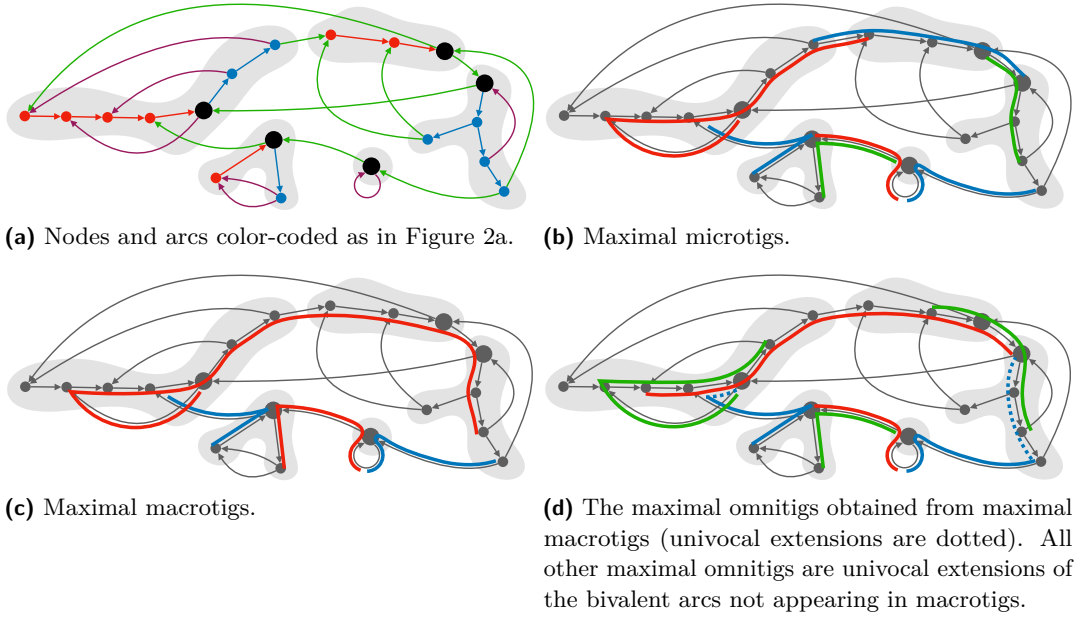 (a) Nodes and arcs color-coded as in Figure 2a.
(b) Maximal microtigs.
(c) Maximal macrotigs.
(d) The maximal omnitigs obtained from maximal
macrotigs (univocal extensions are dotted). All
other maximal omnitigs are univocal extensions of
the bivalent arcs not appearing in macrotigs.